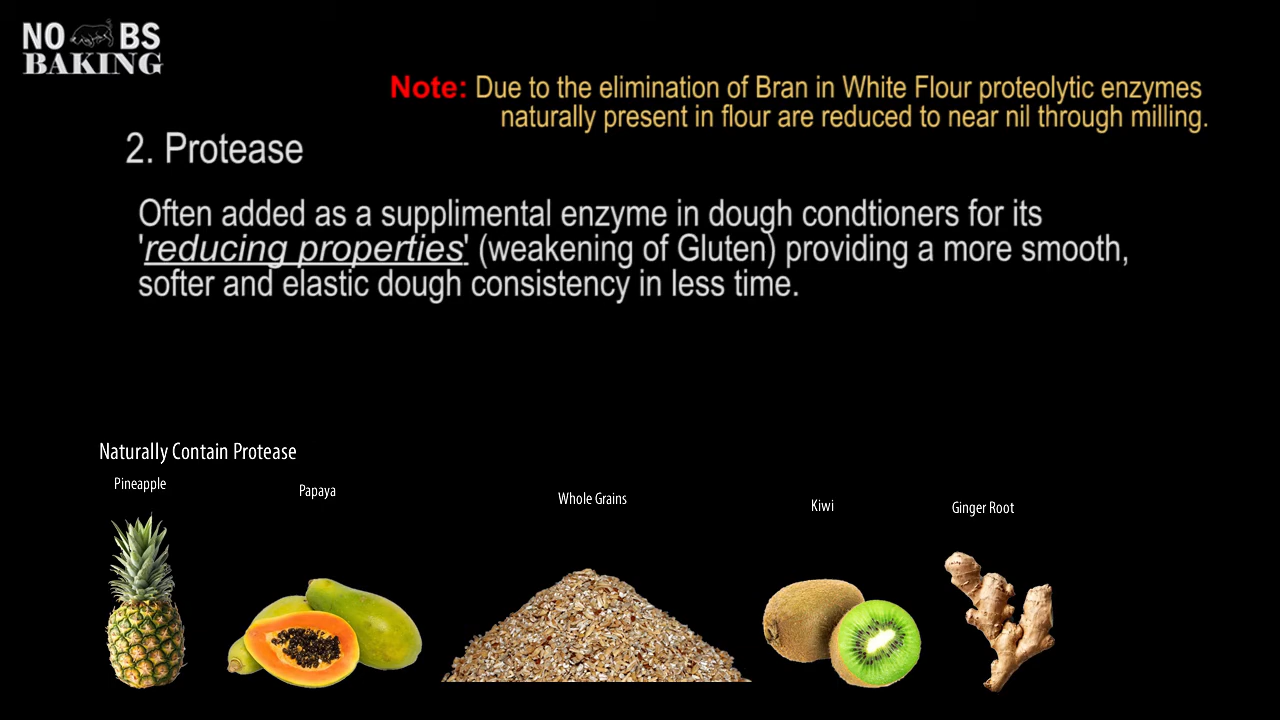 NO BS
BAKING
Note: Due to the elimination of Bran in White Flour proteolytic enzymes
naturally present in flour are reduced to near nil through milling.
2. Protease
Often added as a supplimental enzyme in dough condtioners for its
'reducing properties' (weakening of Gluten) providing a more smooth,
softer and elastic dough consistency in less time.
Naturally Contain Protease
Pineapple
Papaya
Whole Grains
Kiwi
Ginger Root